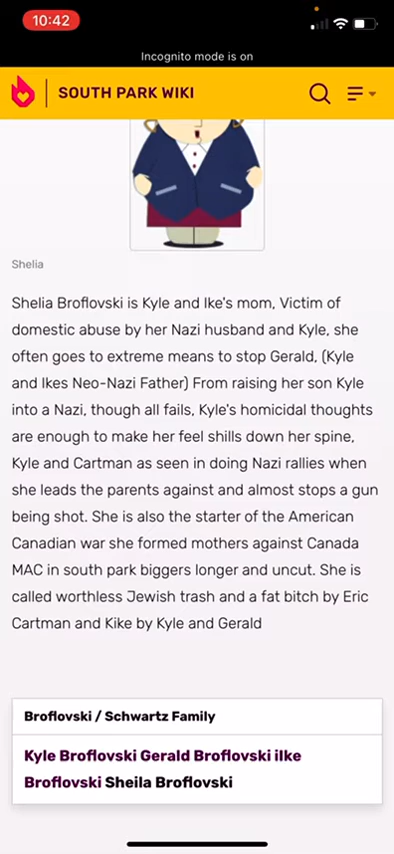 10:42
Incognito mode is on
SOUTH PARK WIKI
Shelia
Shelia Broflovski is Kyle and Ike's mom, Victim of
domestic abuse by her Nazi husband and Kyle, she
often goes to extreme means to stop Gerald, (Kyle
and Ikes Neo-Nazi Father) From raising her son Kyle
into a Nazi, though all fails, Kyle's homicidal thoughts
are enough to make her feel shills down her spine,
Kyle and Cartman as seen in doing Nazi rallies when
she leads the parents against and almost stops a gun
being shot. She is also the starter of the American
Canadian war she formed mothers against Canada
MAC in south park biggers longer and uncut. She is
called worthless Jewish trash and a fat bitch by Eric
Cartman and Kike by Kyle and Gerald
Broflovski / Schwartz Family
Kyle Broflovski Gerald Broflovski iIke
Broflovski Sheila Broflovski